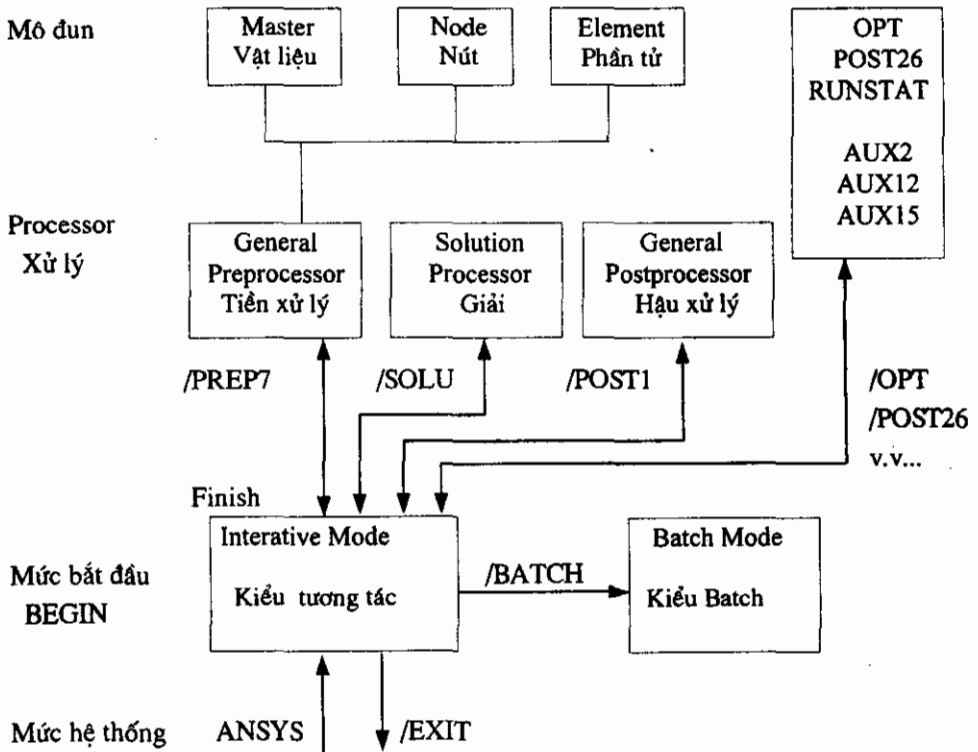 Mô đun
Master
Vật liệu
Node
Nút
Element
Phần tử
OPT
POST26
RUNSTAT
AUX2
AUX12
AUX15
Processor
Xử lý
General
Preprocessor
Tiền xử lý
Solution
Processor
Giải
General
Postprocessor
Hậu xử lý
/PREP7
/SOLU
/POST1
/OPT
/POST26
v.v...
Finish
Mức bắt đầu
BEGIN
Interative Mode
Kiểu tương tác
/BATCH
Batch Mode
Kiểu Batch
Mức hệ thống
ANSYS
/EXIT